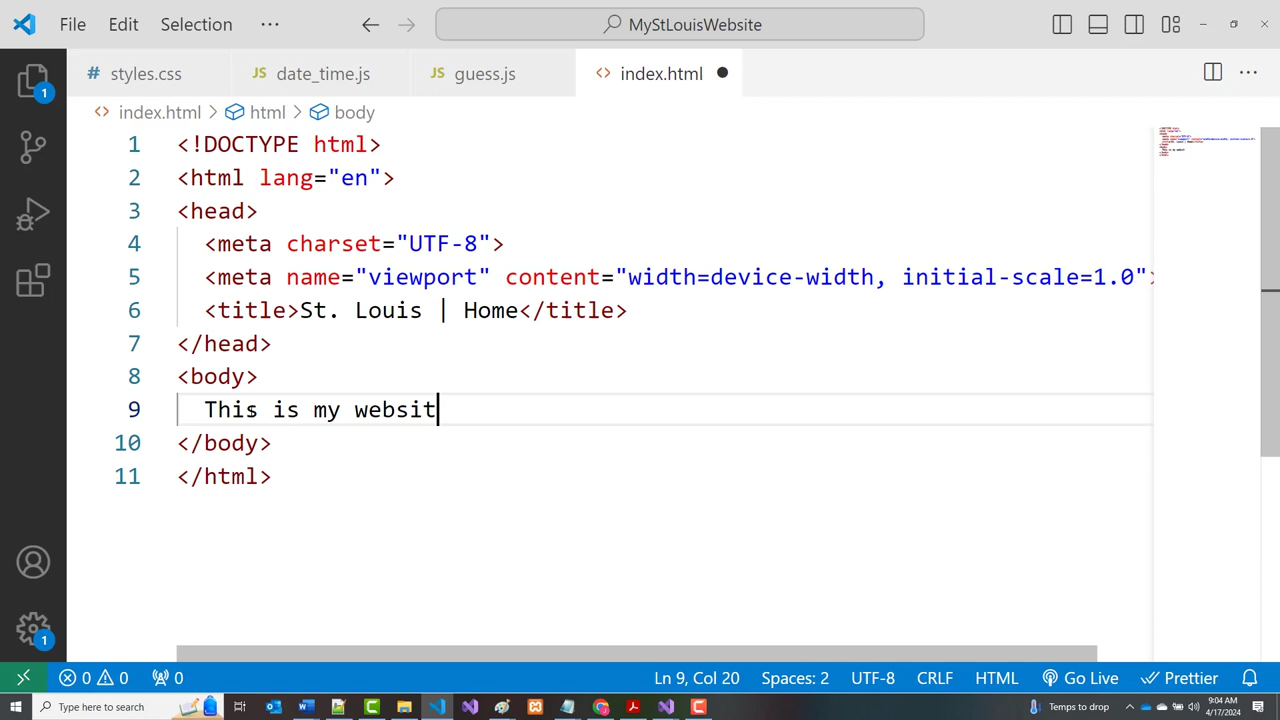 File Edit Selection ··· MyStLouisWebsite
# styles.css JS date_time.js JS guess.js <> index.html
<> index.html > html > body
1 <!DOCTYPE html>
2 <html lang="en">
3 <head>
4 <meta charset="UTF-8">
5 <meta name="viewport" content="width=device-width, initial-scale=1.0">
6 <title>St. Louis | Home</title>
7 </head>
8 <body>
9 This is my websit
10 </body>
11 </html>
1
1
0 0 0 Ln 9, Col 20 Spaces: 2 UTF-8 CRLF HTML Go Live Prettier
Type here to search Temps to drop 9:04 AM
4/17/2024